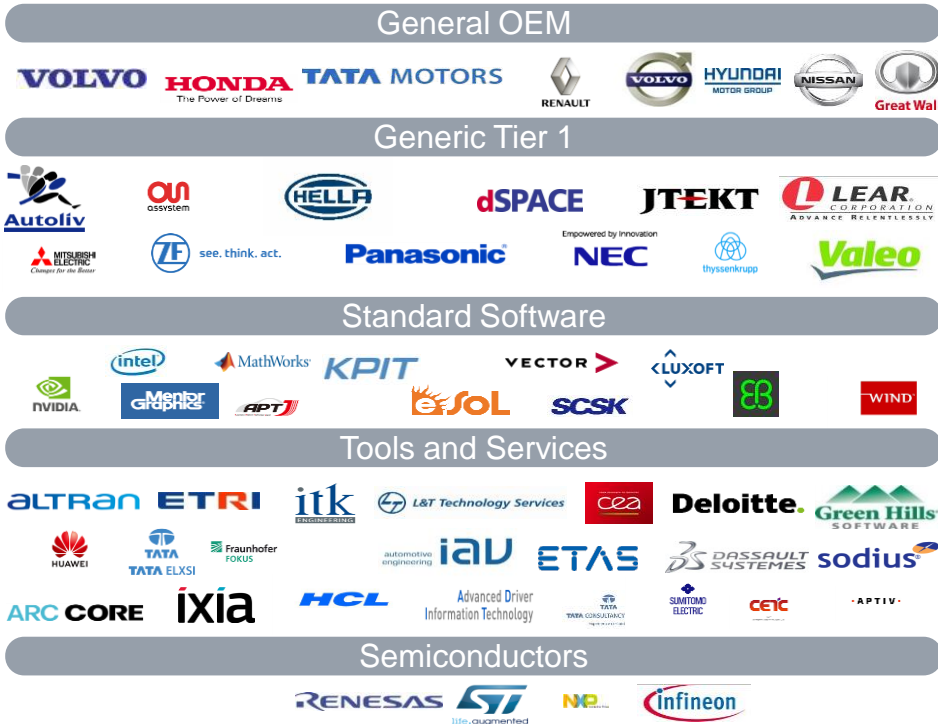 General OEM
VOLVO
HONDA
The Power of Dreams
TATA MOTORS
RENAULT
VOLVO
HYUNDAI
MOTOR GROUP
NISSAN
Great Wal
Generic Tier 1
Autoliv
assystem
HELLA
dSPACE
JTEKT
LEAR®
CORPORATION
ADVANCE RELENTLESSLY
MITSUBISHI
ELECTRIC
Changes for the Better
ZF
see. think. act.
Panasonic
Empowered by Innovation
NEC
thyssenkrupp
Valeo
Standard Software
intel
MathWorks®
KPIT
VECTOR
LUXOFT
NVIDIA.
Mentor
Graphics
APTJ
eSOL
SCSK
EB
WIND
Tools and Services
ALTRAN
ETRI
itk
ENGINEERING
L&T Technology Services
cea
Deloitte.
Green Hills®
SOFTWARE
HUAWEI
TATA
TATA ELXSI
Fraunhofer
FOKUS
automotive
engineering
iav
ETAS
DASSAULT
SYSTEMES
sodius®
ARC CORE
ixia
HCL
Advanced Driver
Information Technology
TATA
TATA CONSULTANCY
SUMITOMO
ELECTRIC
CETC
·APTIV·
Semiconductors
RENESAS
ST
life.augmented
NXP
infineon